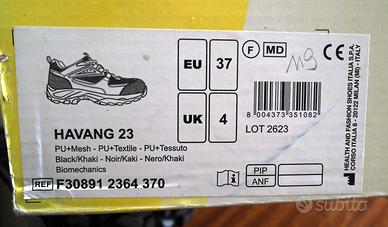 EU 37
F MD
119
UK 4
8 004373 351082
LOT 2623
HEALTH AND FASHION SHOES ITALIA S.P.A.
CORSO ITALIA 8 - 20122 MILAN (MI) - ITALY
HAVANG 23
PU+Mesh - PU+Textile - PU+Tessuto
Black/Khaki - Noir/Kaki - Nero/Khaki
Biomechanics
REF F30891 2364 370
PIP
ANF
subito